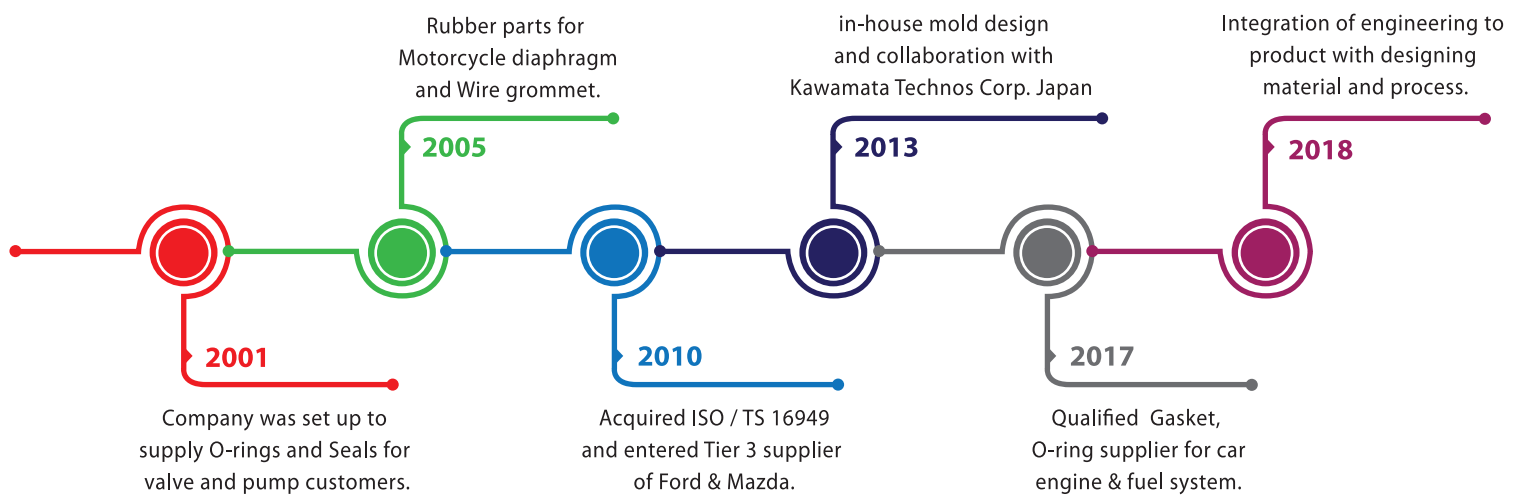 2001
Company was set up to
supply O-rings and Seals for
valve and pump customers.
Rubber parts for
Motorcycle diaphragm
and Wire grommet.
2005
2010
Acquired ISO / TS 16949
and entered Tier 3 supplier
of Ford & Mazda.
in-house mold design
and collaboration with
Kawamata Technos Corp. Japan
2013
2017
Qualified  Gasket,
O-ring supplier for car
engine & fuel system.
Integration of engineering to
product with designing
material and process.
2018